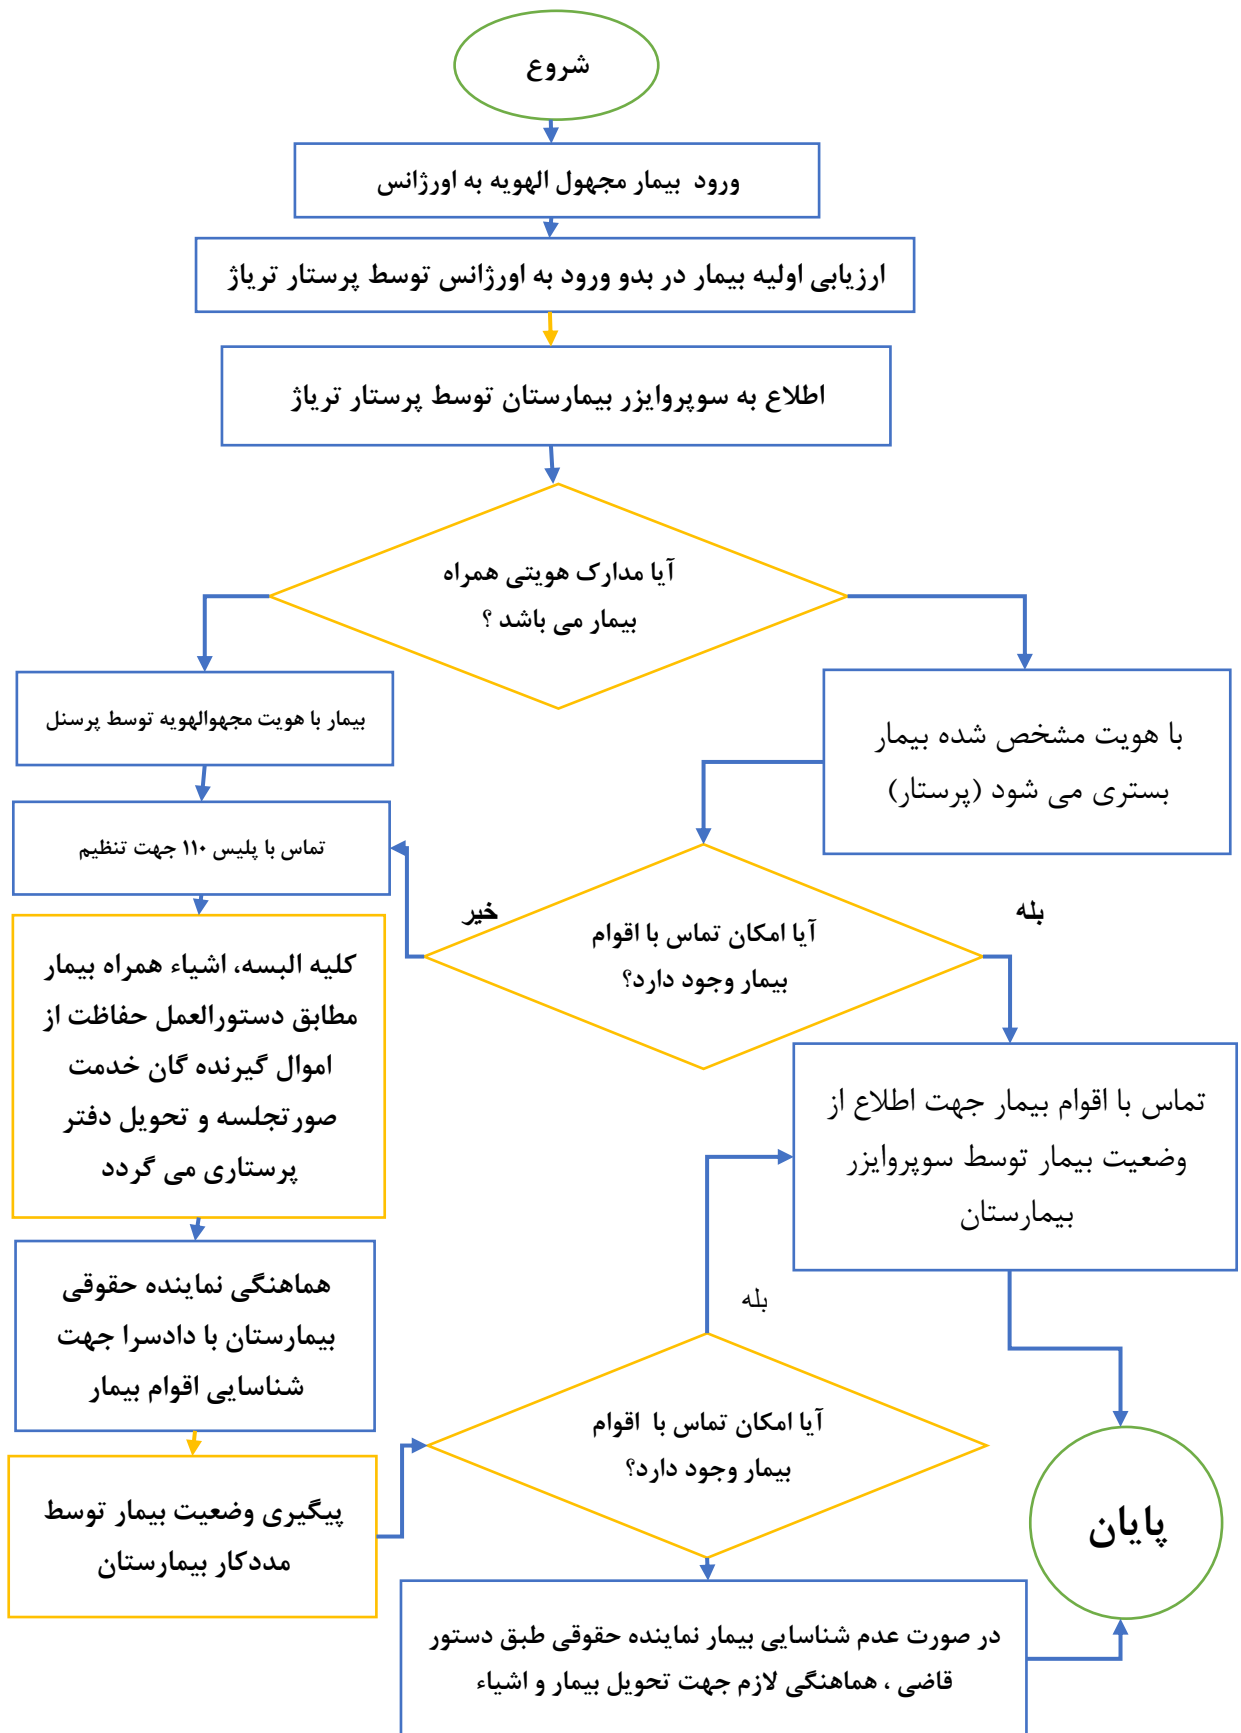 شروع
ورود بیمار مجهول الهویه به اورژانس
ارزیابی اولیه بیمار در بدو ورود به اورژانس توسط پرستار تریاژ
اطلاع به سوپروایزر بیمارستان توسط پرستار تریاژ
آیا مدارک هویتی همراه
بیمار می باشد ؟
بیمار با هویت مجهوالهویه توسط پرسنل
با هویت مشخص شده بیمار
بستری می شود (پرستار)
تماس با پلیس ۱۱۰ جهت تنظیم
خیر
بله
آیا امکان تماس با اقوام
بیمار وجود دارد؟
کلیه البسه، اشیاء همراه بیمار
مطابق دستورالعمل حفاظت از
اموال گیرنده گان خدمت
صورتجلسه و تحویل دفتر
پرستاری می گردد
تماس با اقوام بیمار جهت اطلاع از
وضعیت بیمار توسط سوپروایزر
بیمارستان
هماهنگی نماینده حقوقی
بیمارستان با دادسرا جهت
شناسایی اقوام بیمار
بله
آیا امکان تماس با اقوام
بیمار وجود دارد؟
پیگیری وضعیت بیمار توسط
مددکار بیمارستان
پایان
در صورت عدم شناسایی بیمار نماینده حقوقی طبق دستور
قاضی ، هماهنگی لازم جهت تحویل بیمار و اشیاء